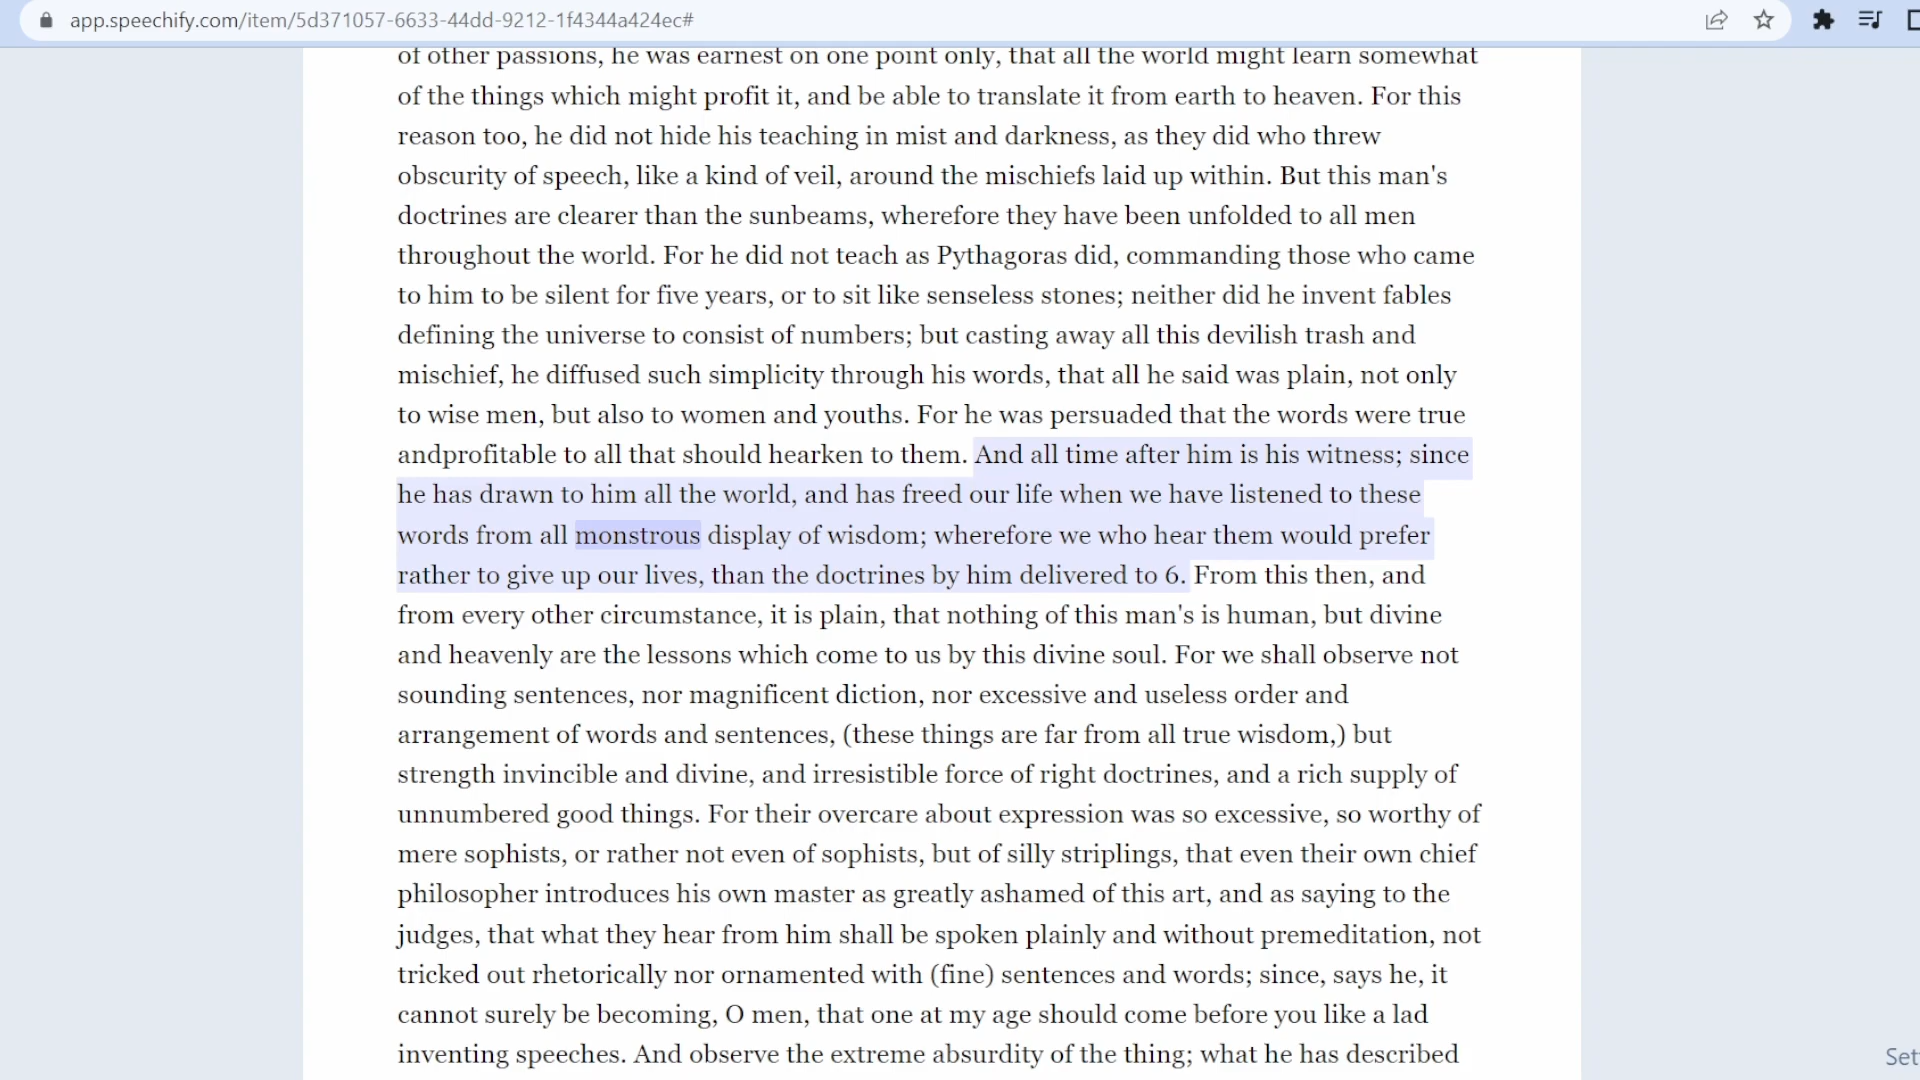 app.speechify.com/item/5d371057-6633-44dd-9212-1f4344a424ec#
of other passions, he was earnest on one point only, that all the world might learn somewhat
of the things which might profit it, and be able to translate it from earth to heaven. For this
reason too, he did not hide his teaching in mist and darkness, as they did who threw
obscurity of speech, like a kind of veil, around the mischiefs laid up within. But this man's
doctrines are clearer than the sunbeams, wherefore they have been unfolded to all men
throughout the world. For he did not teach as Pythagoras did, commanding those who came
to him to be silent for five years, or to sit like senseless stones; neither did he invent fables
defining the universe to consist of numbers; but casting away all this devilish trash and
mischief, he diffused such simplicity through his words, that all he said was plain, not only
to wise men, but also to women and youths. For he was persuaded that the words were true
andprofitable to all that should hearken to them. And all time after him is his witness; since
he has drawn to him all the world, and has freed our life when we have listened to these
words from all monstrous display of wisdom; wherefore we who hear them would prefer
rather to give up our lives, than the doctrines by him delivered to 6. From this then, and
from every other circumstance, it is plain, that nothing of this man's is human, but divine
and heavenly are the lessons which come to us by this divine soul. For we shall observe not
sounding sentences, nor magnificent diction, nor excessive and useless order and
arrangement of words and sentences, (these things are far from all true wisdom,) but
strength invincible and divine, and irresistible force of right doctrines, and a rich supply of
unnumbered good things. For their overcare about expression was so excessive, so worthy of
mere sophists, or rather not even of sophists, but of silly striplings, that even their own chief
philosopher introduces his own master as greatly ashamed of this art, and as saying to the
judges, that what they hear from him shall be spoken plainly and without premeditation, not
tricked out rhetorically nor ornamented with (fine) sentences and words; since, says he, it
cannot surely be becoming, O men, that one at my age should come before you like a lad
inventing speeches. And observe the extreme absurdity of the thing; what he has described